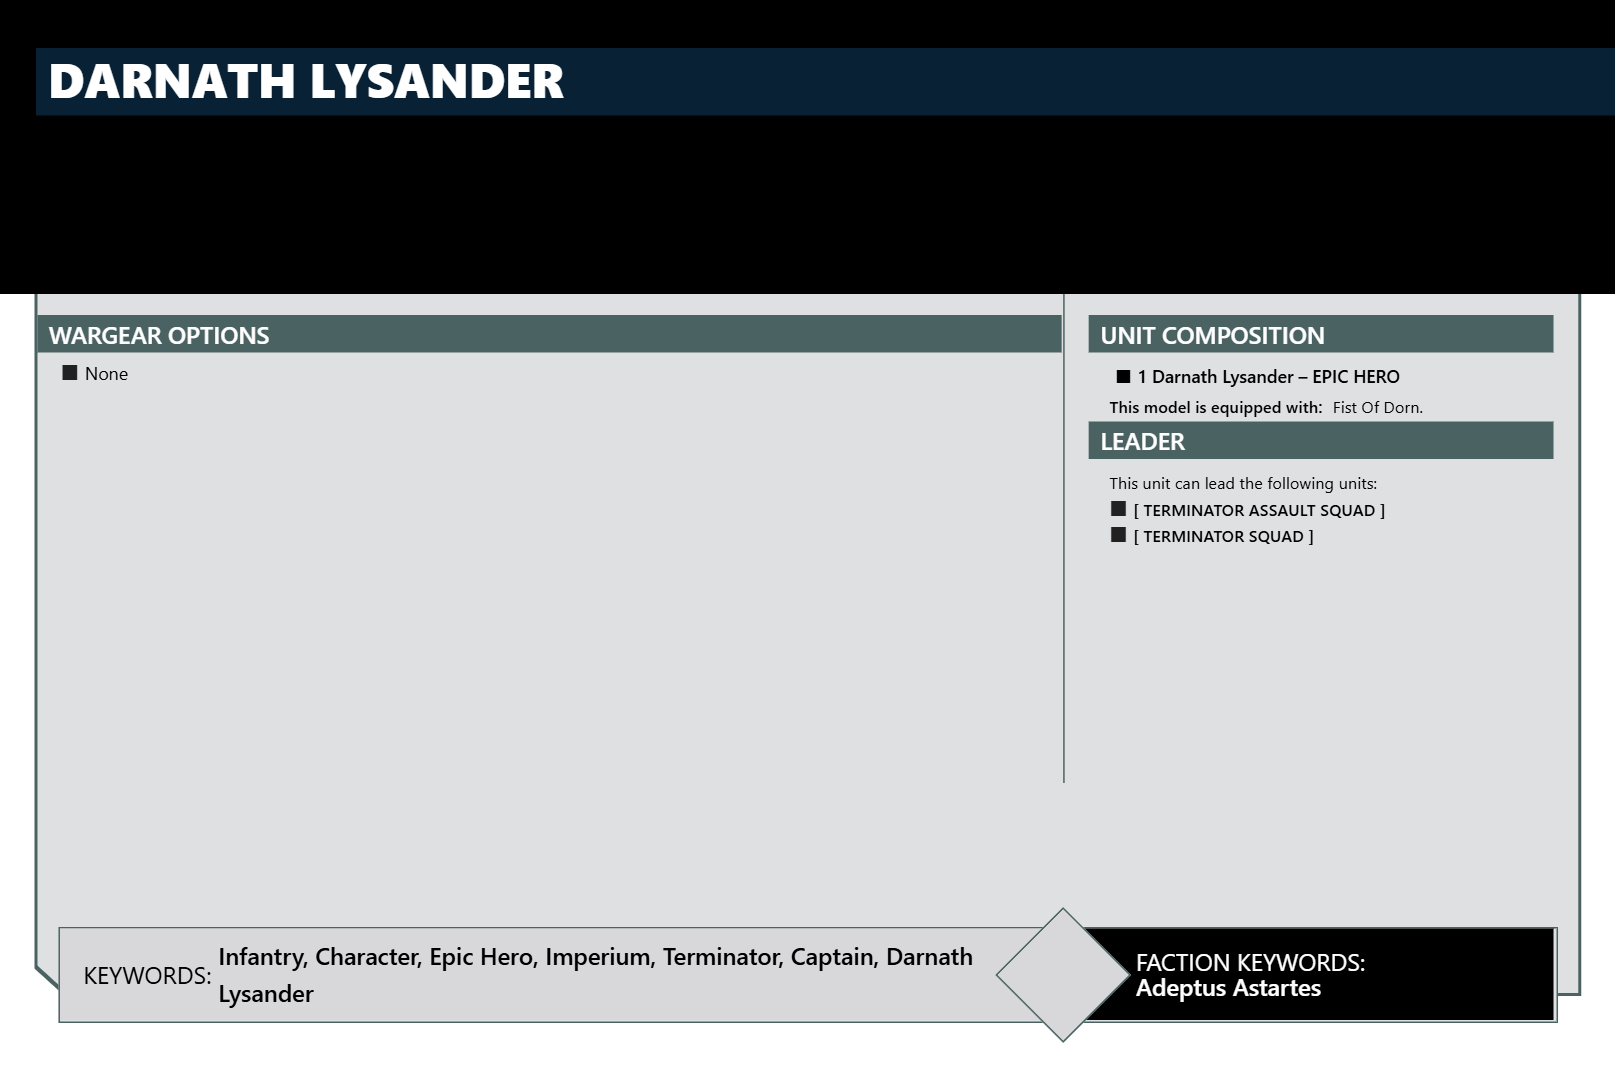 DARNATH LYSANDER
WARGEAR OPTIONS
None
UNIT COMPOSITION
1 Darnath Lysander – EPIC HERO
This model is equipped with: Fist Of Dorn.
LEADER
This unit can lead the following units:
[ TERMINATOR ASSAULT SQUAD ]
[ TERMINATOR SQUAD ]
KEYWORDS: Infantry, Character, Epic Hero, Imperium, Terminator, Captain, Darnath
Lysander
FACTION KEYWORDS:
Adeptus Astartes